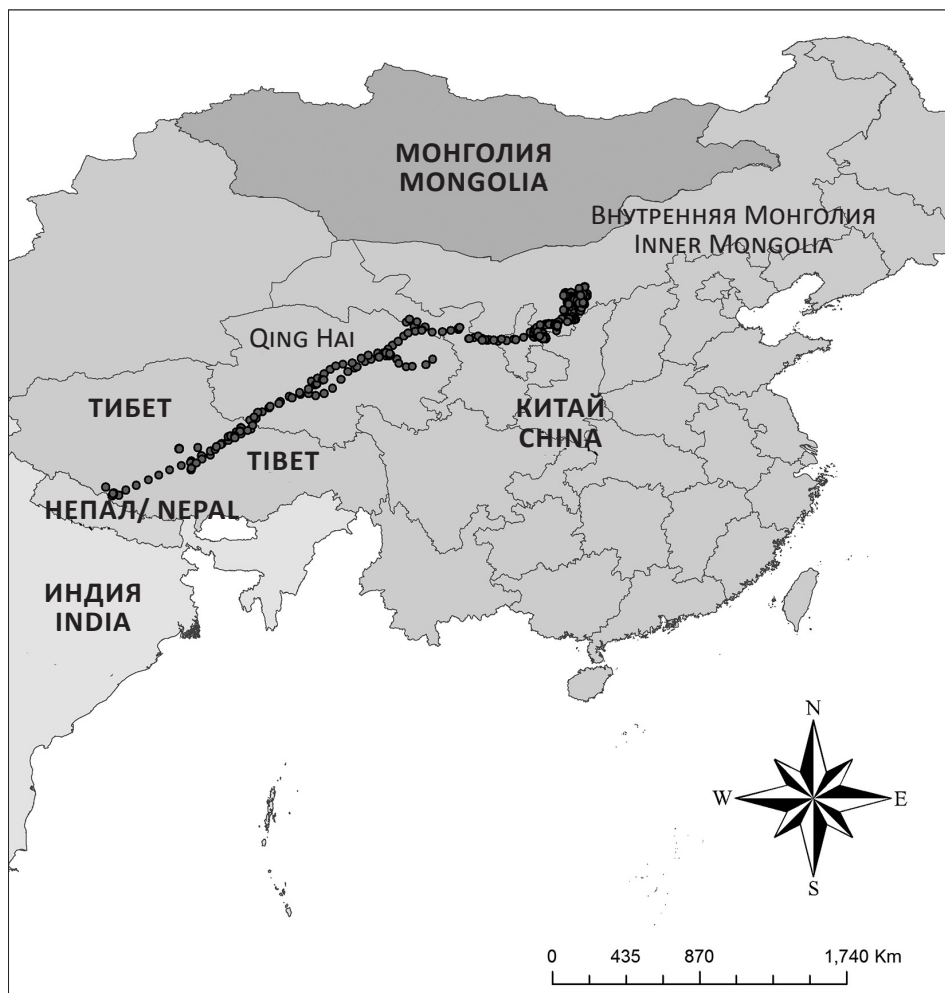 МОНГОЛИЯ
MONGOLIA
Внутренняя Монголия
Inner Mongolia
Qing Hai
ТИБЕТ
КИТАЙ
CHINA
TIBET
НЕПАЛ/ NEPAL
ИНДИЯ
INDIA
N
W
E
S
0 435 870 1,740 Km